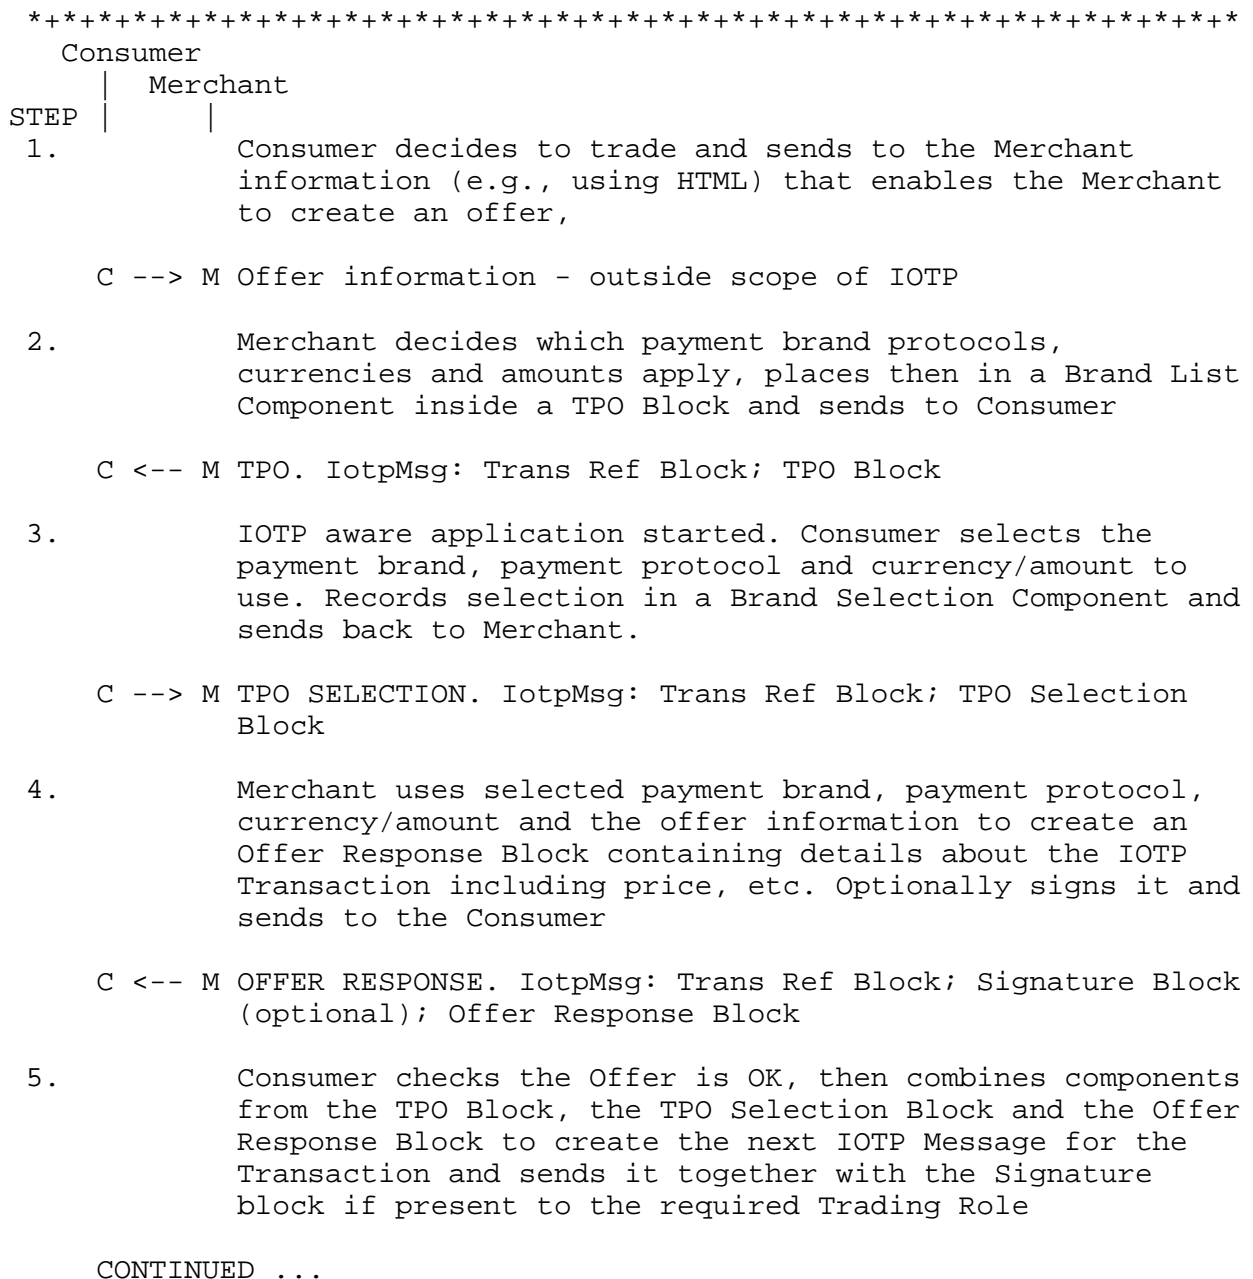 *+*+*+*+*+*+*+*+*+*+*+*+*+*+*+*+*+*+*+*+*+*+*+*+*+*+*+*+*+*+*+*+*+*+*
Consumer
| Merchant
STEP | |
1. Consumer decides to trade and sends to the Merchant
information (e.g., using HTML) that enables the Merchant
to create an offer,
C --> M Offer information - outside scope of IOTP
2. Merchant decides which payment brand protocols,
currencies and amounts apply, places then in a Brand List
Component inside a TPO Block and sends to Consumer
C <-- M TPO. IotpMsg: Trans Ref Block; TPO Block
3. IOTP aware application started. Consumer selects the
payment brand, payment protocol and currency/amount to
use. Records selection in a Brand Selection Component and
sends back to Merchant.
C --> M TPO SELECTION. IotpMsg: Trans Ref Block; TPO Selection
Block
4. Merchant uses selected payment brand, payment protocol,
currency/amount and the offer information to create an
Offer Response Block containing details about the IOTP
Transaction including price, etc. Optionally signs it and
sends to the Consumer
C <-- M OFFER RESPONSE. IotpMsg: Trans Ref Block; Signature Block
(optional); Offer Response Block
5. Consumer checks the Offer is OK, then combines components
from the TPO Block, the TPO Selection Block and the Offer
Response Block to create the next IOTP Message for the
Transaction and sends it together with the Signature
block if present to the required Trading Role
CONTINUED ...